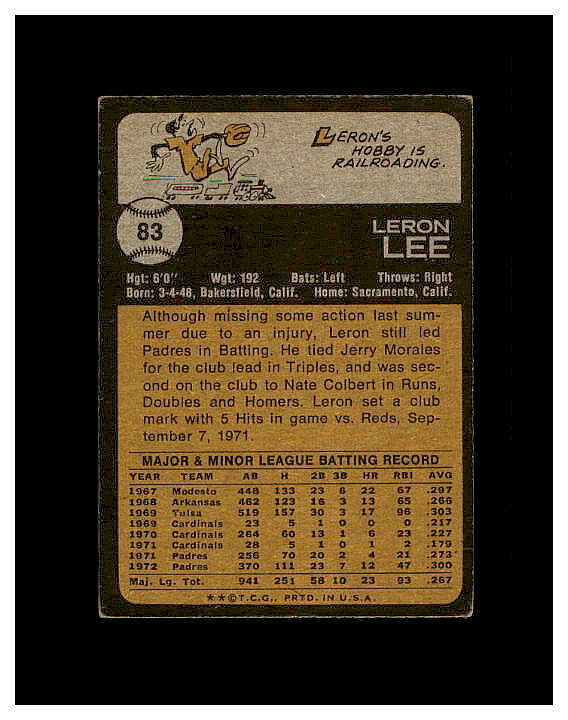 LERON'S
HOBBY IS
RAILROADING.
83
LERON
LEE
Hgt: 6'0" Wgt: 192 Bats: Left Throws: Right
Born: 3-4-48, Bakersfield, Calif. Home: Sacramento, Calif.
Although missing some action last sum-
mer due to an injury, Leron still led
Padres in Batting. He tied Jerry Morales
for the club lead in Triples, and was sec-
ond on the club to Nate Colbert in Runs,
Doubles and Homers. Leron set a club
mark with 5 Hits in game vs. Reds, Sep-
tember 7, 1971.
MAJOR & MINOR LEAGUE BATTING RECORD
YEAR TEAM AB H 2B 3B HR RBI AVG
1967 Modesto 448 133 23 6 22 67 .297
1968 Arkansas 462 123 16 3 13 65 .266
1969 Tulsa 519 157 30 3 17 96 .303
1969 Cardinals 23 5 1 0 0 0 .217
1970 Cardinals 264 60 13 1 6 23 .227
1971 Cardinals 28 5 1 0 1 2 .179
1971 Padres 256 70 20 2 4 21 .273
1972 Padres 370 111 23 7 12 47 .300
Maj. Lg. Tot. 941 251 58 10 23 93 .267
**©T.C.G., PRTD. IN U.S.A.